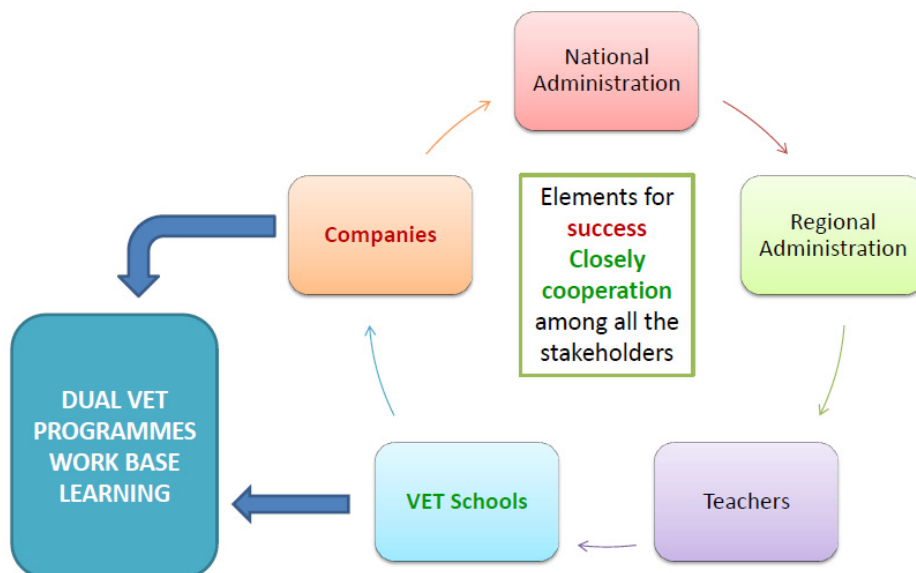 National
Administration
Companies
Elements for
success
Closely
cooperation
among all the
stakeholders
Regional
Administration
DUAL VET
PROGRAMMES
WORK BASE
LEARNING
VET Schools
Teachers